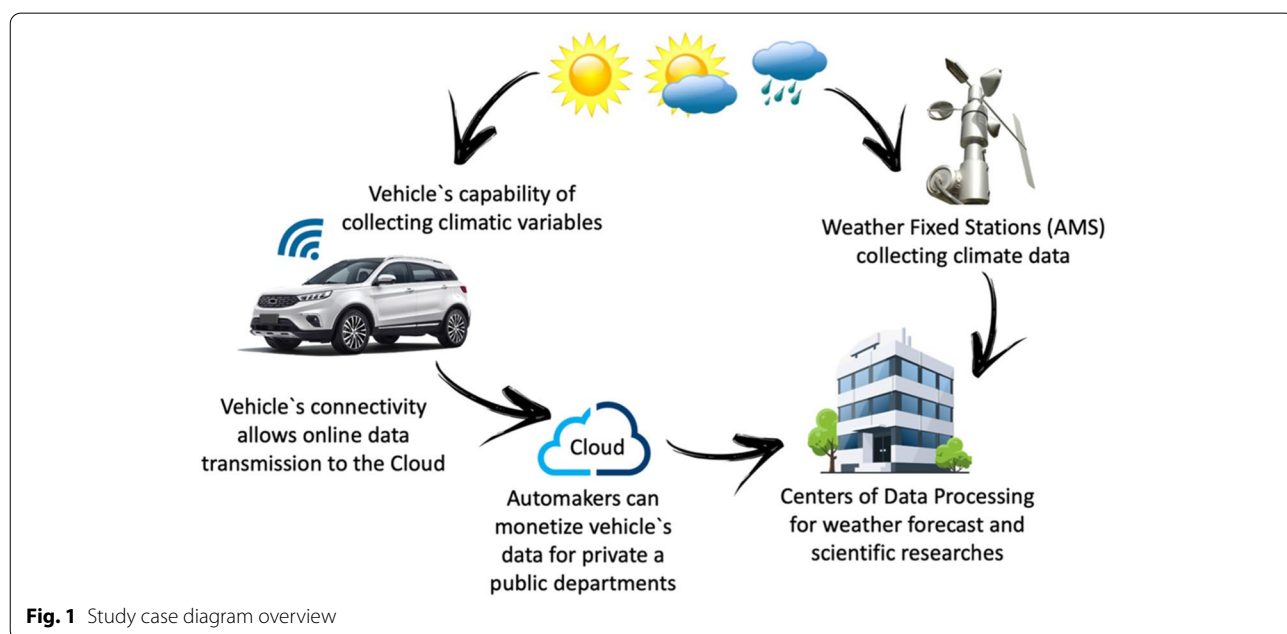 Vehicle`s capability of
collecting climatic variables
Weather Fixed Stations (AMS)
collecting climate data
Vehicle`s connectivity
allows online data
transmission to the Cloud
Cloud
Automakers can
monetize vehicle`s
data for private a
public departments
Centers of Data Processing
for weather forecast and
scientific researches
Fig. 1 Study case diagram overview